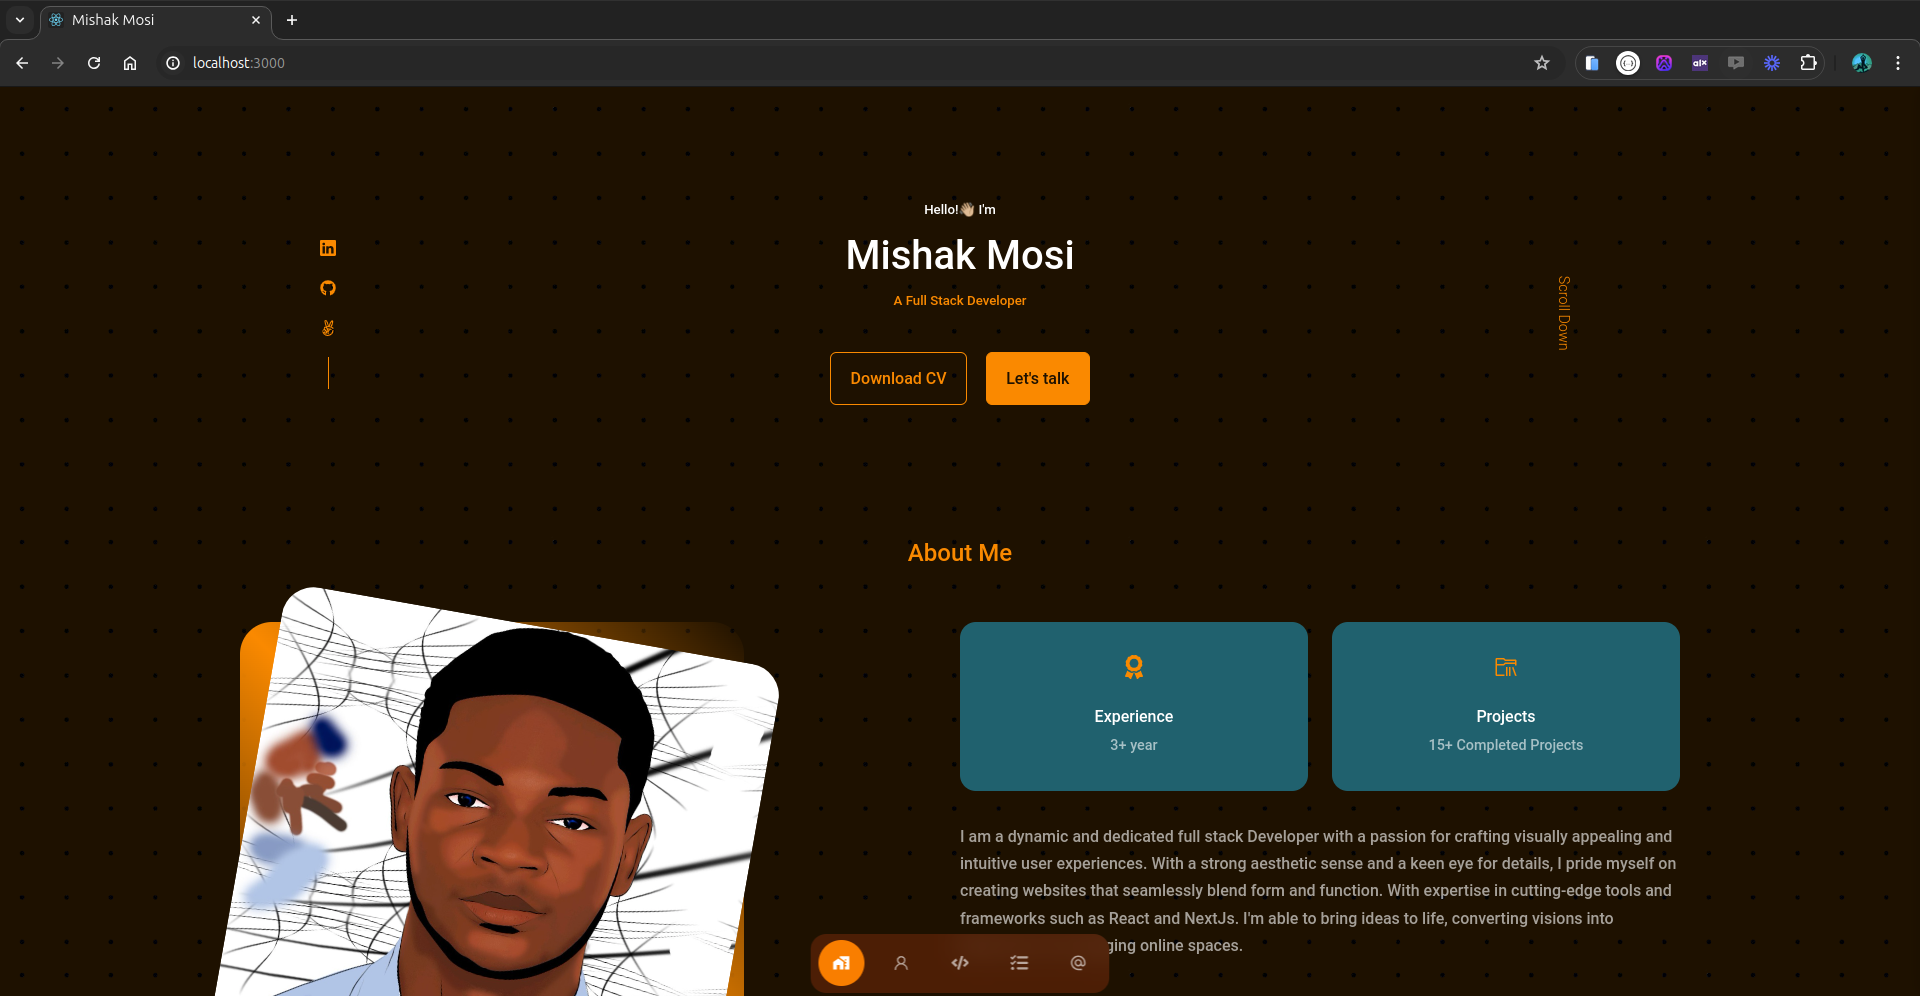 Mishak Mosi
localhost:3000
alx
Hello!👋🏼 I'm
Mishak Mosi
A Full Stack Developer
Download CV
Let's talk
Scroll Down
About Me
Experience
3+ year
Projects
15+ Completed Projects
I am a dynamic and dedicated full stack Developer with a passion for crafting visually appealing and
intuitive user experiences. With a strong aesthetic sense and a keen eye for details, I pride myself on
creating websites that seamlessly blend form and function. With expertise in cutting-edge tools and
frameworks such as React and NextJs. I'm able to bring ideas to life, converting visions into
ging online spaces.